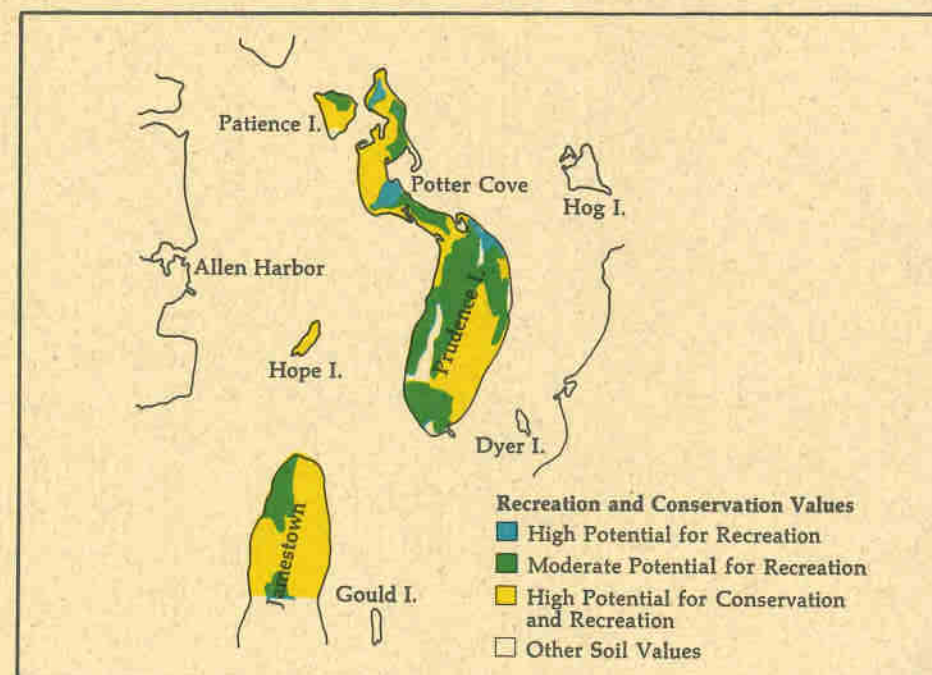 Patience I.
Potter Cove
Hog I.
Allen Harbor
Prudence I.
Hope I.
Dyer I.
Jamestown
Gould I.
Recreation and Conservation Values
High Potential for Recreation
Moderate Potential for Recreation
High Potential for Conservation
and Recreation
Other Soil Values